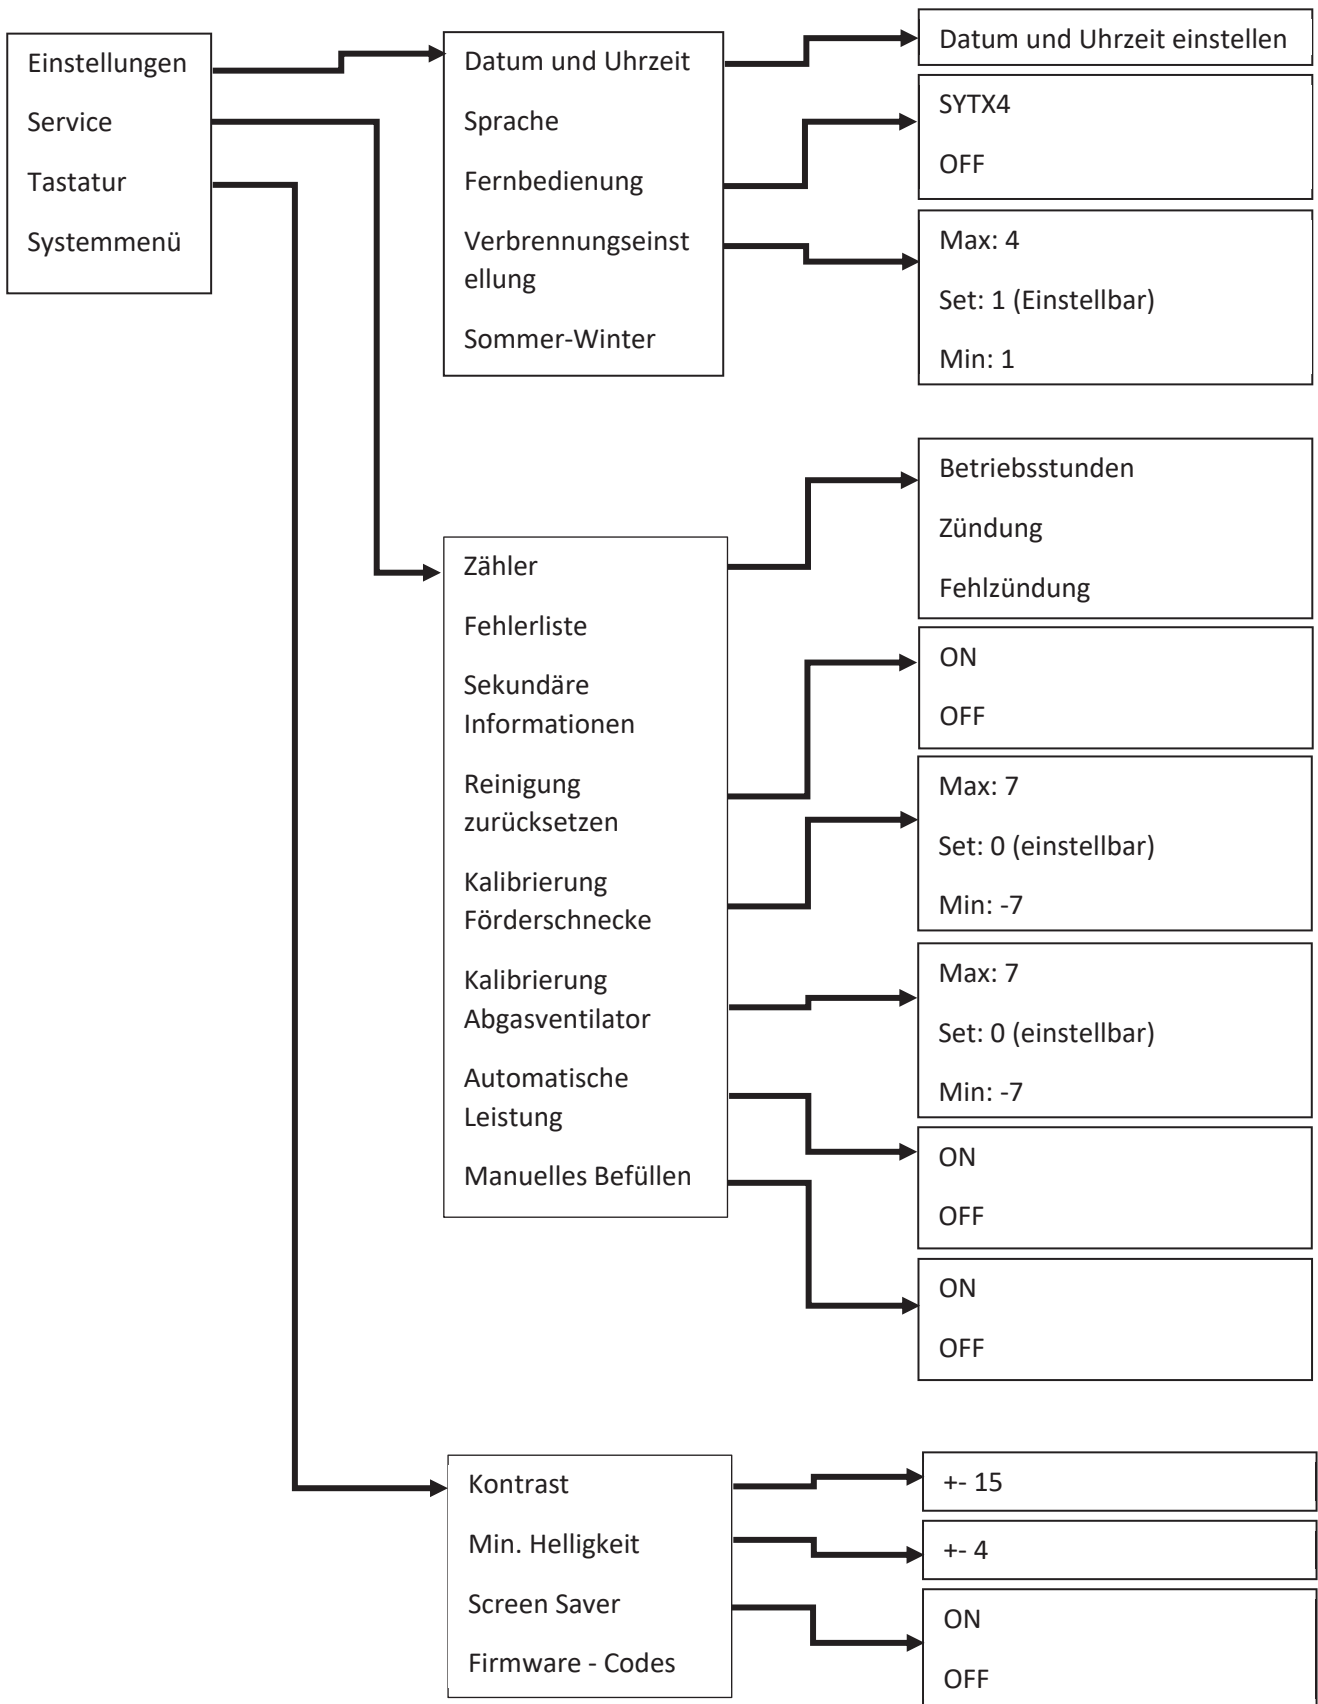 Einstellungen
Service
Tastatur
Systemmenü
Datum und Uhrzeit
Sprache
Fernbedienung
Verbrennungseinst
ellung
Sommer-Winter
Datum und Uhrzeit einstellen
SYTX4
OFF
Max: 4
Set: 1 (Einstellbar)
Min: 1
Zähler
Fehlerliste
Sekundäre
Informationen
Reinigung
zurücksetzen
Kalibrierung
Förderschnecke
Kalibrierung
Abgasventilator
Automatische
Leistung
Manuelles Befüllen
Betriebsstunden
Zündung
Fehlzündung
ON
OFF
Max: 7
Set: 0 (einstellbar)
Min: -7
Max: 7
Set: 0 (einstellbar)
Min: -7
ON
OFF
ON
OFF
Kontrast
Min. Helligkeit
Screen Saver
Firmware - Codes
+- 15
+- 4
ON
OFF